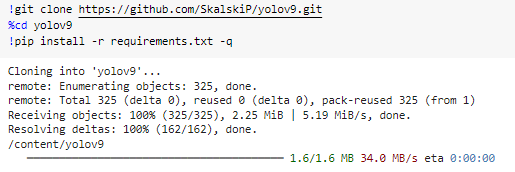 !git clone https://github.com/SkalskiP/yolov9.git
%cd yolov9
!pip install -r requirements.txt -q
Cloning into 'yolov9'...
remote: Enumerating objects: 325, done.
remote: Total 325 (delta 0), reused 0 (delta 0), pack-reused 325 (from 1)
Receiving objects: 100% (325/325), 2.25 MiB | 5.19 MiB/s, done.
Resolving deltas: 100% (162/162), done.
/content/yolov9
1.6/1.6 MB 34.0 MB/s eta 0:00:00